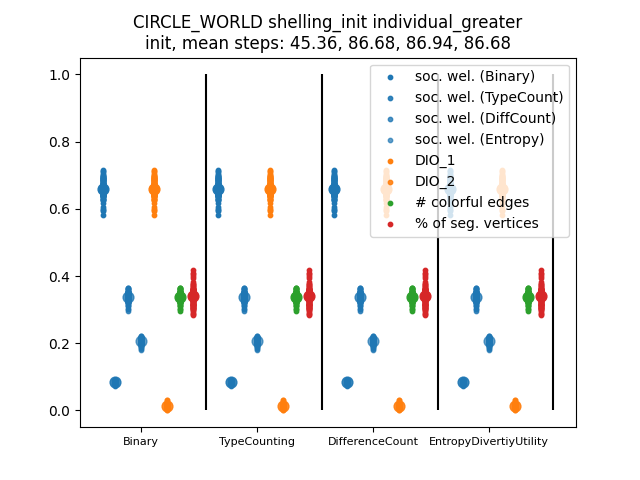 CIRCLE_WORLD shelling_init individual_greater
init, mean steps: 45.36, 86.68, 86.94, 86.68
1.0
0.8
0.6
0.4
0.2
0.0
soc. wel. (Binary)
soc. wel. (TypeCount)
soc. wel. (DiffCount)
soc. wel. (Entropy)
DIO_1
DIO_2
# colorful edges
% of seg. vertices
Binary
TypeCounting
DifferenceCount
EntropyDivertiyUtility